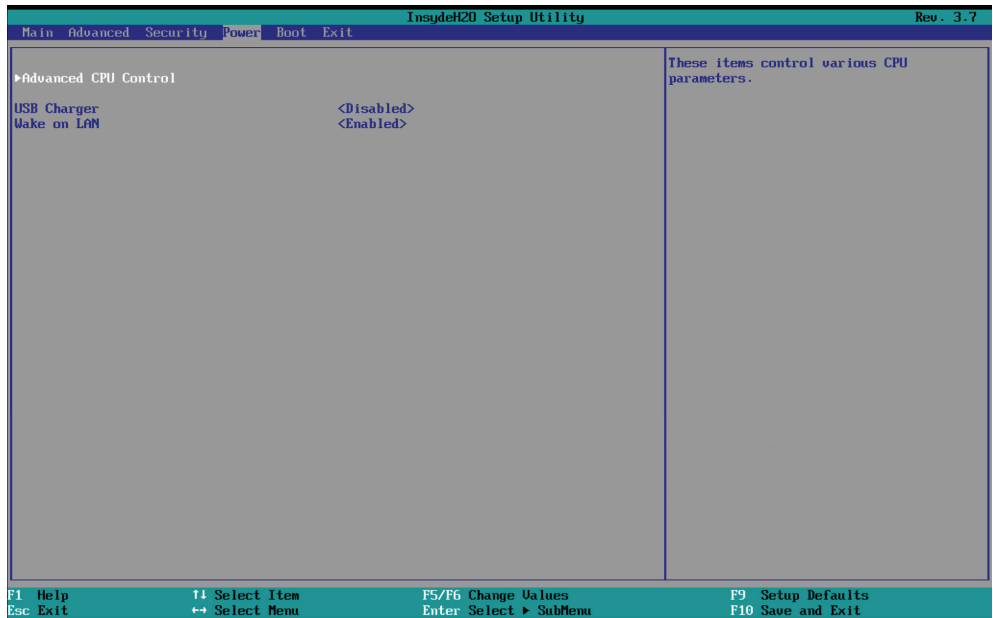 InsydeH20 Setup Utility Rev. 3.7
Main Advanced Security Power Boot Exit
▶Advanced CPU Control
USB Charger <Disabled>
Wake on LAN <Enabled>
These items control various CPU
parameters.
F1 Help ↑↓ Select Item F5/F6 Change Values F9 Setup Defaults
Esc Exit ←→ Select Menu Enter Select ▶ SubMenu F10 Save and Exit